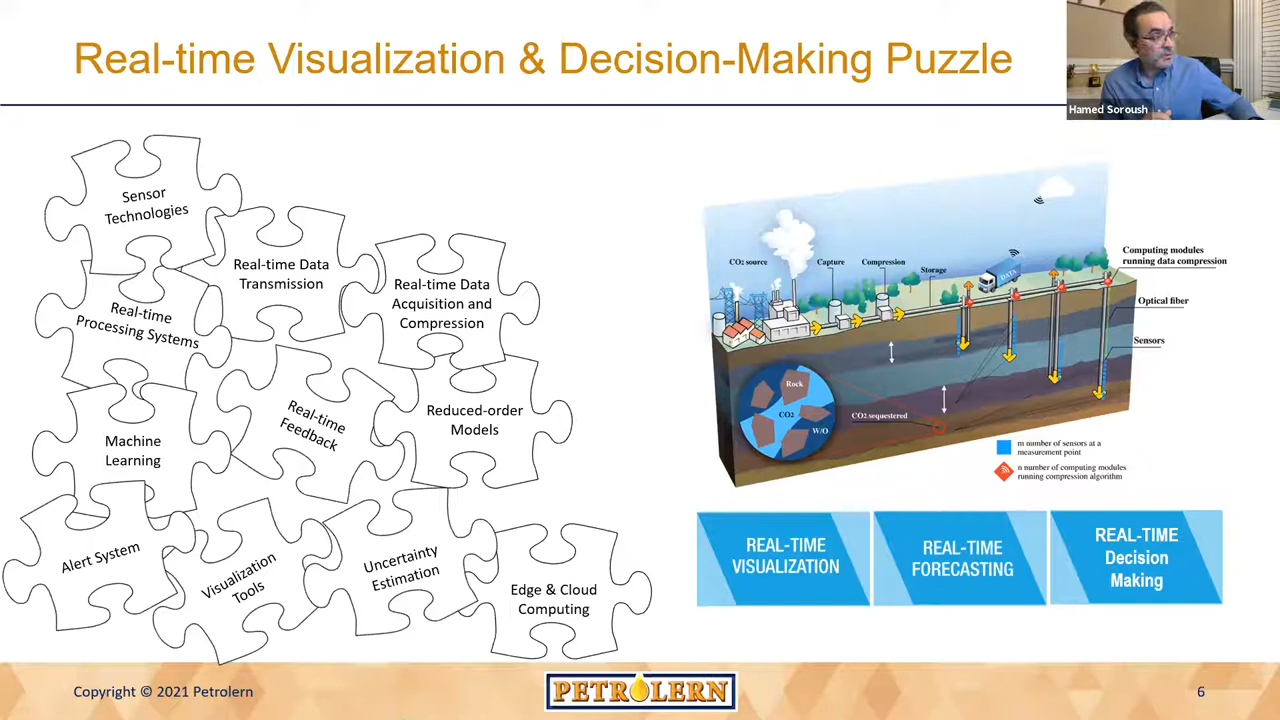 Real-time Visualization & Decision-Making Puzzle
Hamed Soroush
Sensor
Technologies
Real-time Data
Transmission
Real-time Data
Acquisition and
Compression
Real-time
Processing Systems
Real-time
Feedback
Reduced-order
Models
Machine
Learning
Alert System
Visualization
Tools
Uncertainty
Estimation
Edge & Cloud
Computing
CO2 source
Capture
Compression
Storage
DATA
Computing modules
running data compression
Optical fiber
Sensors
Rock
CO2
W/O
CO2 sequestered
m number of sensors at a
measurement point
n number of computing modules
running compression algorithm
REAL-TIME
VISUALIZATION
REAL-TIME
FORECASTING
REAL-TIME
Decision
Making
Copyright © 2021 Petrolern
PETROLERN
6